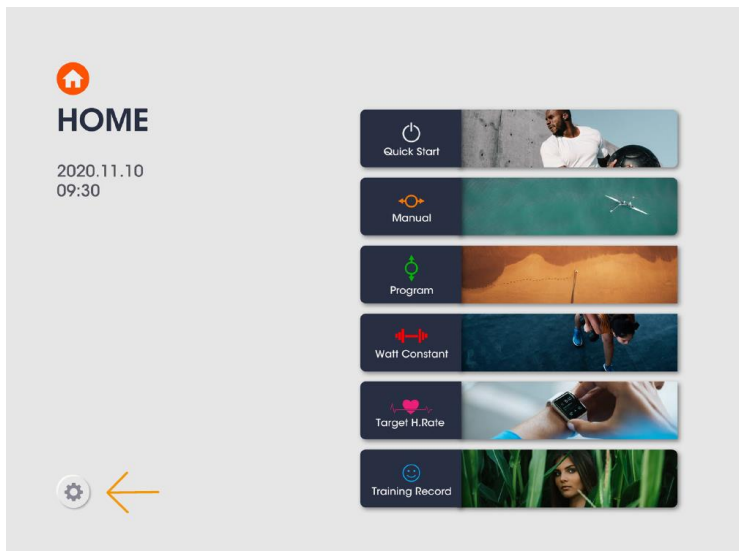 HOME
2020.11.10
09:30
Quick Start
Manual
Program
Watt Constant
Target H.Rate
Training Record